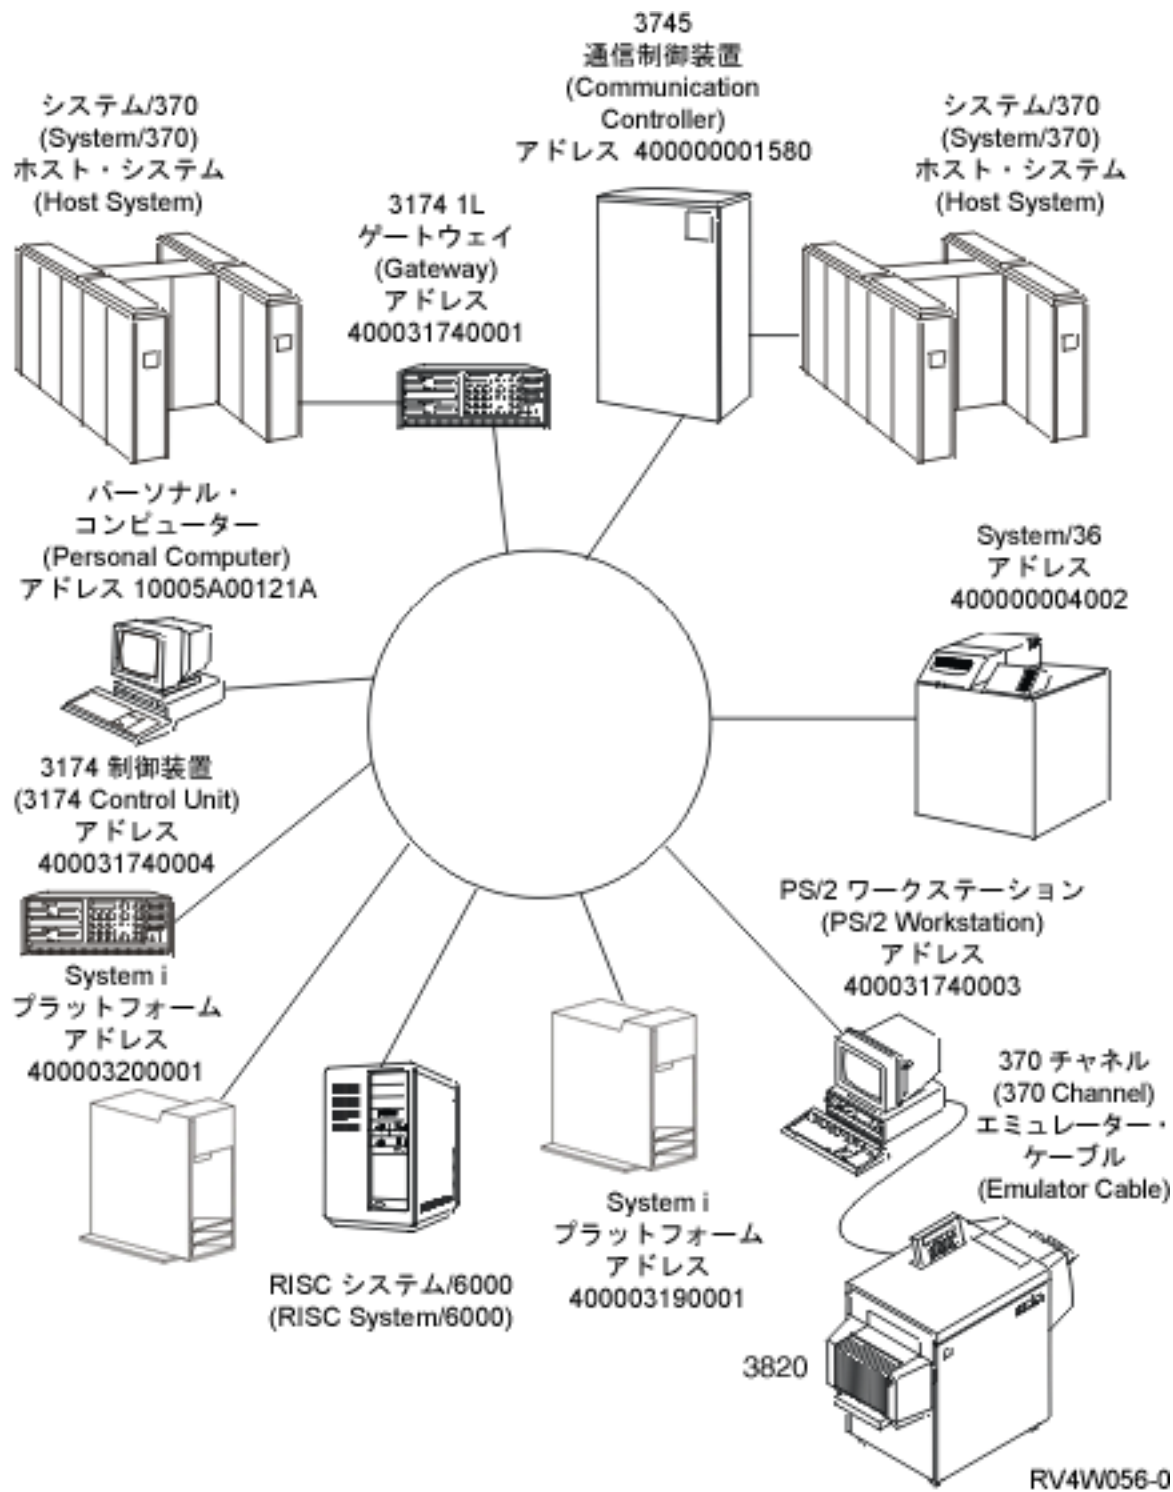 3745
通信制御装置
(Communication
Controller)
アドレス 400000001580
システム/370
(System/370)
ホスト・システム
(Host System)
システム/370
(System/370)
ホスト・システム
(Host System)
3174 1L
ゲートウェイ
(Gateway)
アドレス
400031740001
パーソナル・
コンピューター
(Personal Computer)
アドレス 10005A00121A
System/36
アドレス
400000004002
3174 制御装置
(3174 Control Unit)
アドレス
400031740004
PS/2 ワークステーション
(PS/2 Workstation)
アドレス
400031740003
System i
プラットフォーム
アドレス
400003200001
370 チャネル
(370 Channel)
エミュレーター・
ケーブル
(Emulator Cable)
System i
プラットフォーム
アドレス
400003190001
RISC システム/6000
(RISC System/6000)
3820
RV4W056-0